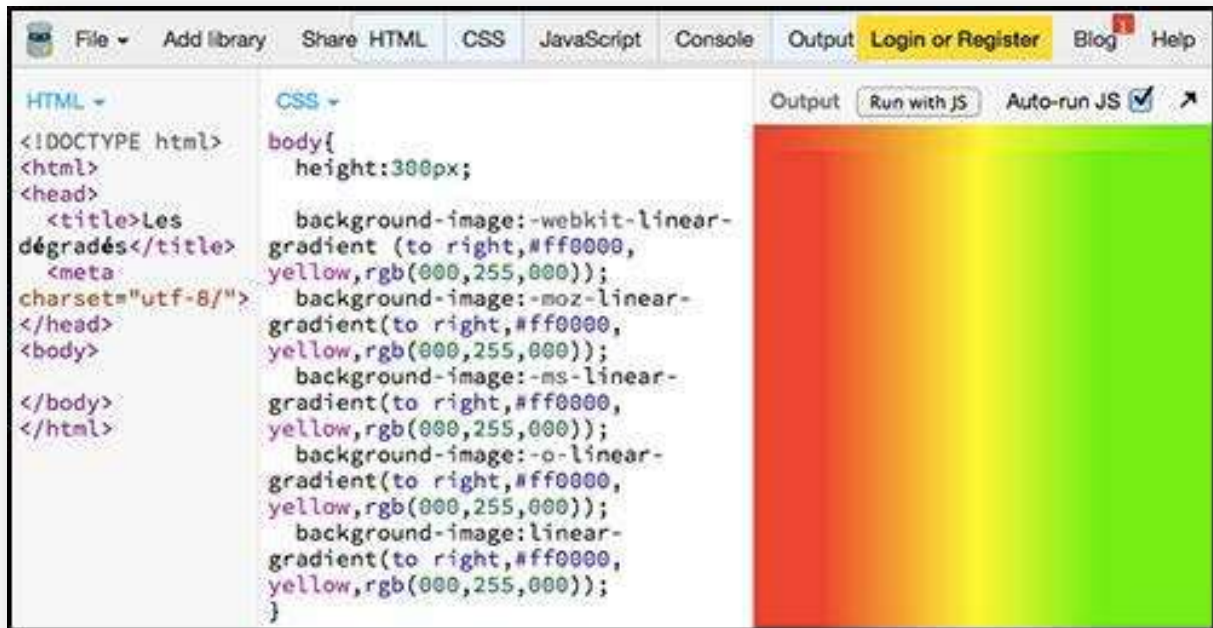 File Add library Share HTML CSS JavaScript Console Output Login or Register Blog 1 Help
HTML
<!DOCTYPE html>
<html>
<head>
<title>Les
dégradés</title>
<meta
charset="utf-8/">
</head>
<body>
</body>
</html>
CSS
body{
height:300px;
background-image:-webkit-linear-
gradient (to right,#ff0000,
yellow,rgb(000,255,000));
background-image:-moz-linear-
gradient(to right,#ff0000,
yellow,rgb(000,255,000));
background-image:-ms-linear-
gradient(to right,#ff0000,
yellow,rgb(000,255,000));
background-image:-o-linear-
gradient(to right,#ff0000,
yellow,rgb(000,255,000));
background-image:linear-
gradient(to right,#ff0000,
yellow,rgb(000,255,000));
}
Output Run with JS Auto-run JS